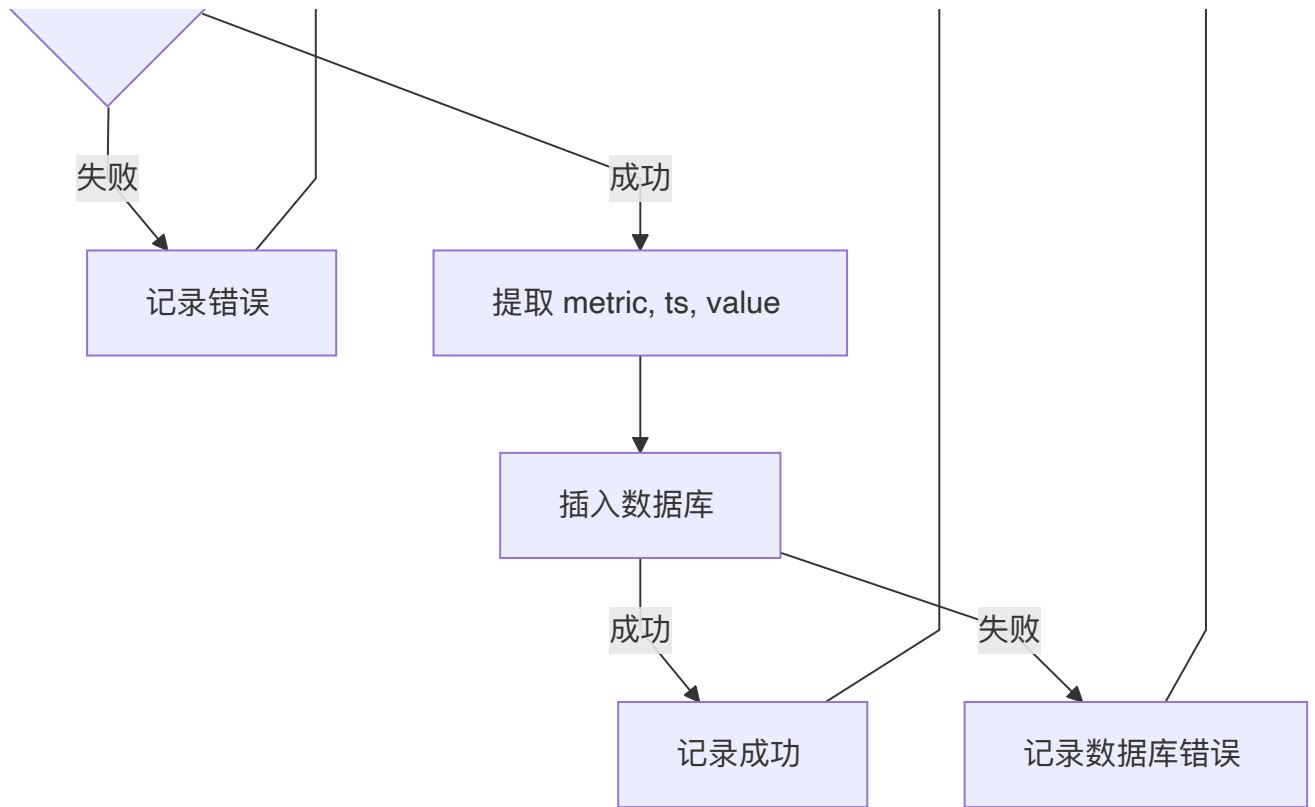 失败
成功
记录错误
提取 metric, ts, value
插入数据库
成功
失败
记录成功
记录数据库错误